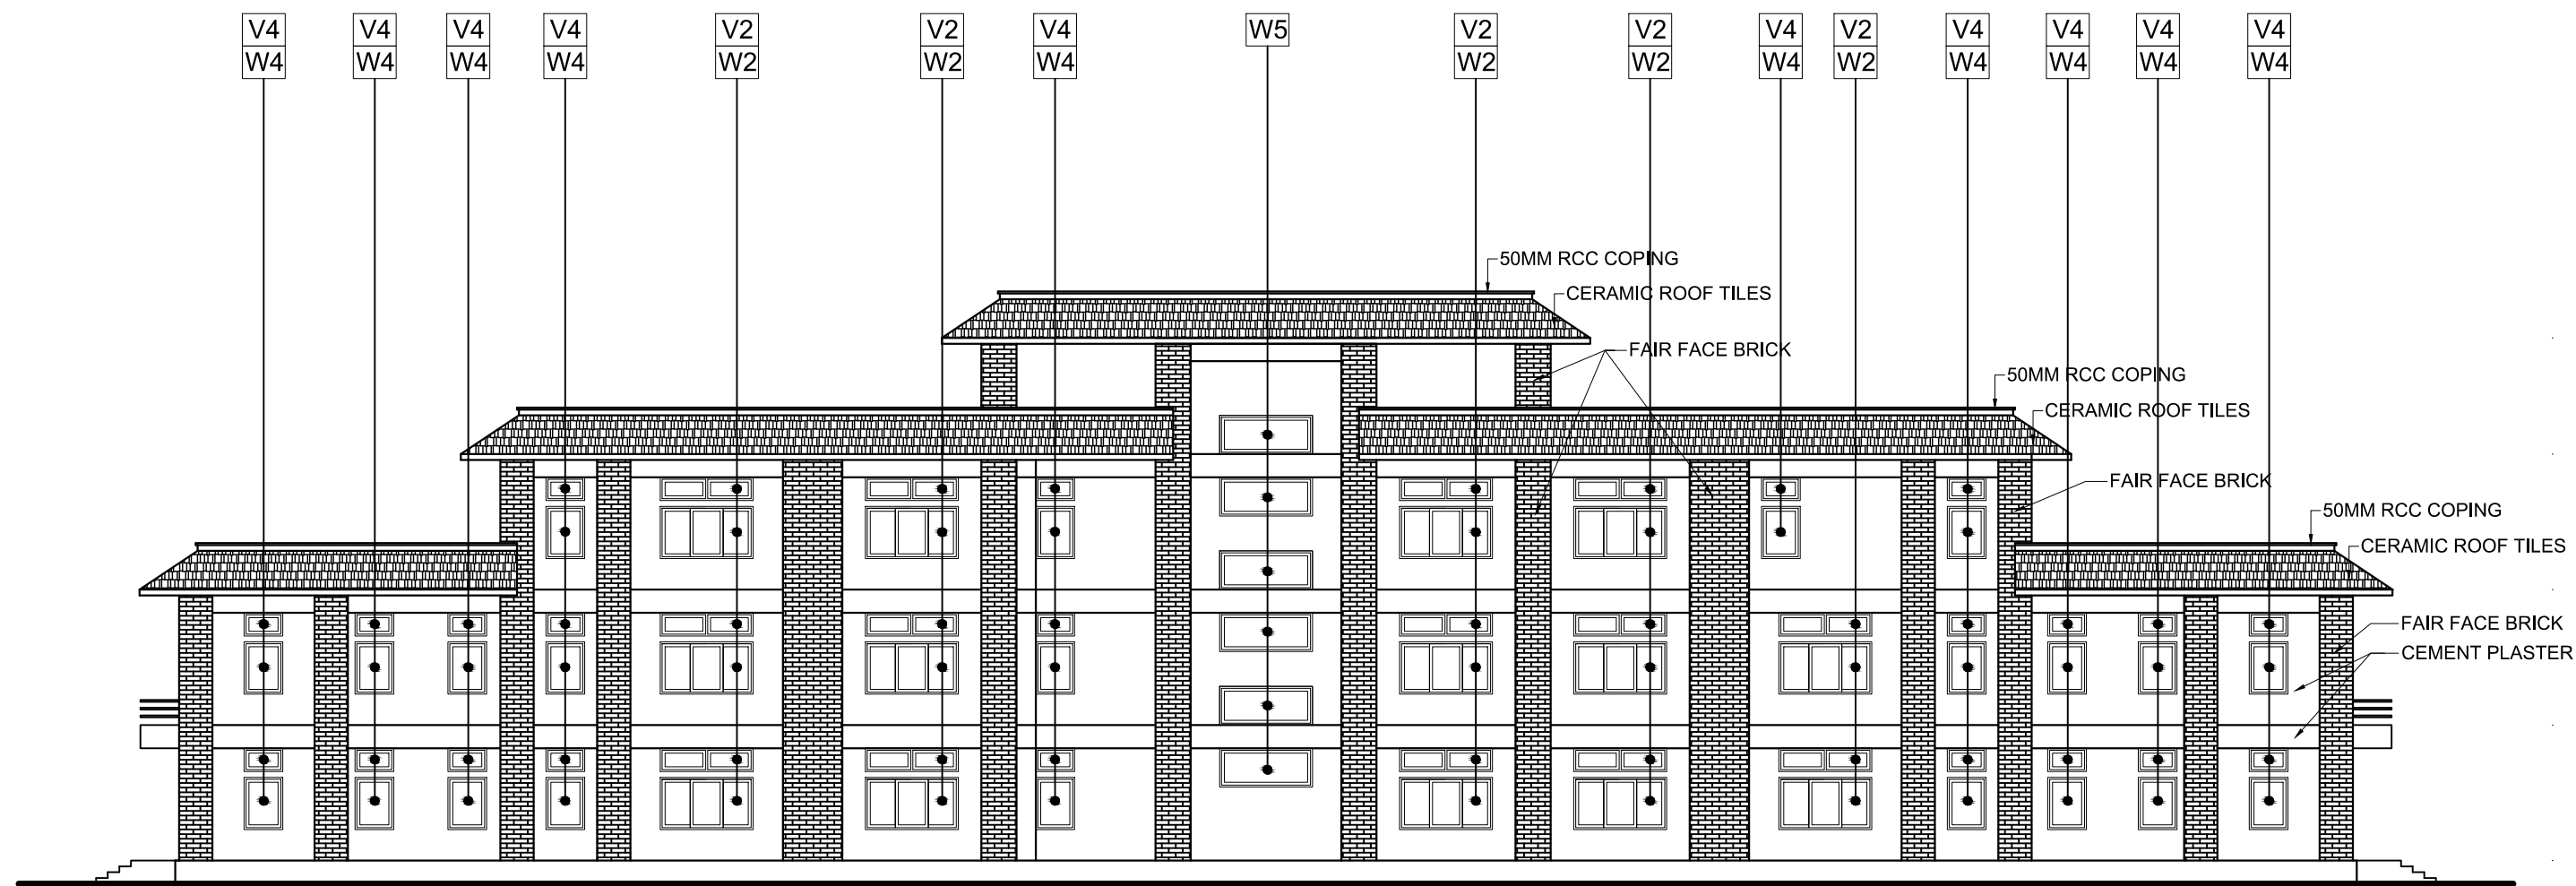 V4 V4 V4 V4 V2 V2 V4 W5 V2 V2 V4 V2 V4 V4 V4 V4
W4 W4 W4 W4 W2 W2 W4 W2 W2 W4 W2 W4 W4 W4 W4
50MM RCC COPING
CERAMIC ROOF TILES
FAIR FACE BRICK
50MM RCC COPING
CERAMIC ROOF TILES
FAIR FACE BRICK
50MM RCC COPING
CERAMIC ROOF TILES
FAIR FACE BRICK
CEMENT PLASTER